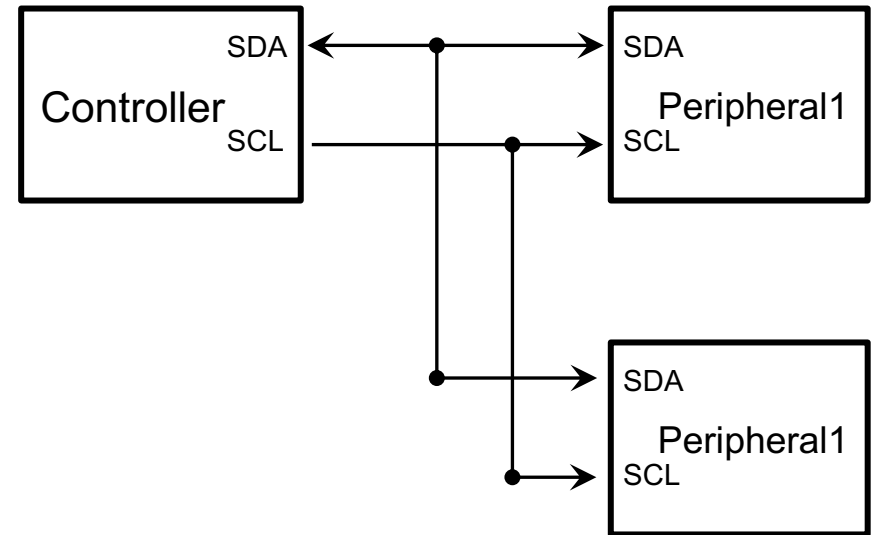 SDA
Controller
SCL
SDA
Peripheral1
SCL
SDA
Peripheral1
SCL